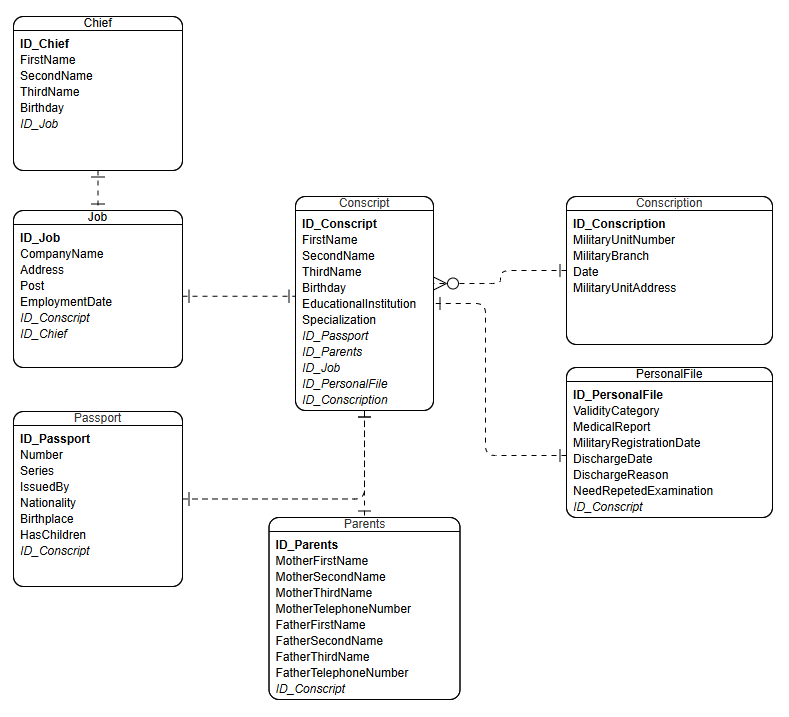 Chief
ID_Chief
FirstName
SecondName
ThirdName
Birthday
ID_Job
Job
ID_Job
CompanyName
Address
Post
EmploymentDate
ID_Conscript
ID_Chief
Passport
ID_Passport
Number
Series
IssuedBy
Nationality
Birthplace
HasChildren
ID_Conscript
Conscript
ID_Conscript
FirstName
SecondName
ThirdName
Birthday
EducationalInstitution
Specialization
ID_Passport
ID_Parents
ID_Job
ID_PersonalFile
ID_Conscription
Parents
ID_Parents
MotherFirstName
MotherSecondName
MotherThirdName
MotherTelephoneNumber
FatherFirstName
FatherSecondName
FatherThirdName
FatherTelephoneNumber
ID_Conscript
Conscription
ID_Conscription
MilitaryUnitNumber
MilitaryBranch
Date
MilitaryUnitAddress
PersonalFile
ID_PersonalFile
ValidityCategory
MedicalReport
MilitaryRegistrationDate
DischargeDate
DischargeReason
NeedRepetedExamination
ID_Conscript